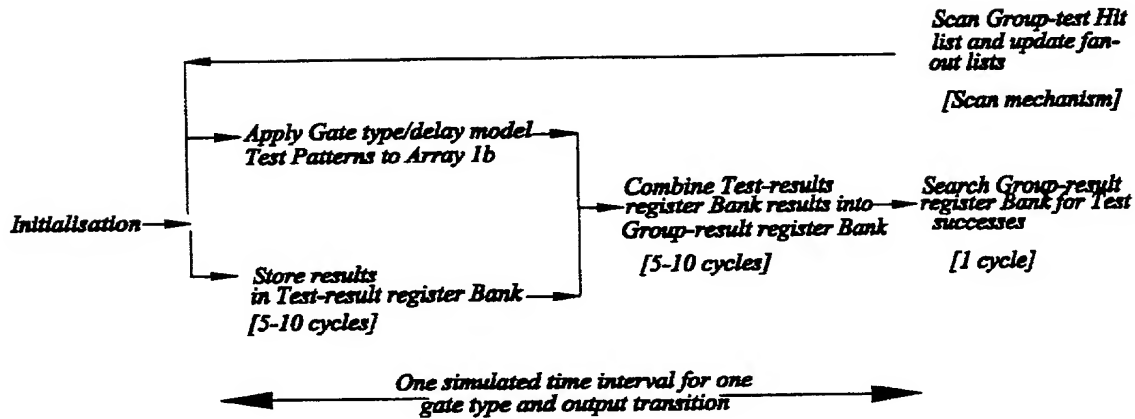 Scan Group-test Hit
list and update fan-
out lists
[Scan mechanism]
Apply Gate type/delay model
Test Patterns to Array 1b
Initialisation
Combine Test-results
register Bank results into
Group-result register Bank
[5-10 cycles]
Search Group-result
register Bank for Test
successes
[1 cycle]
Store results
in Test-result register Bank
[5-10 cycles]
One simulated time interval for one
gate type and output transition